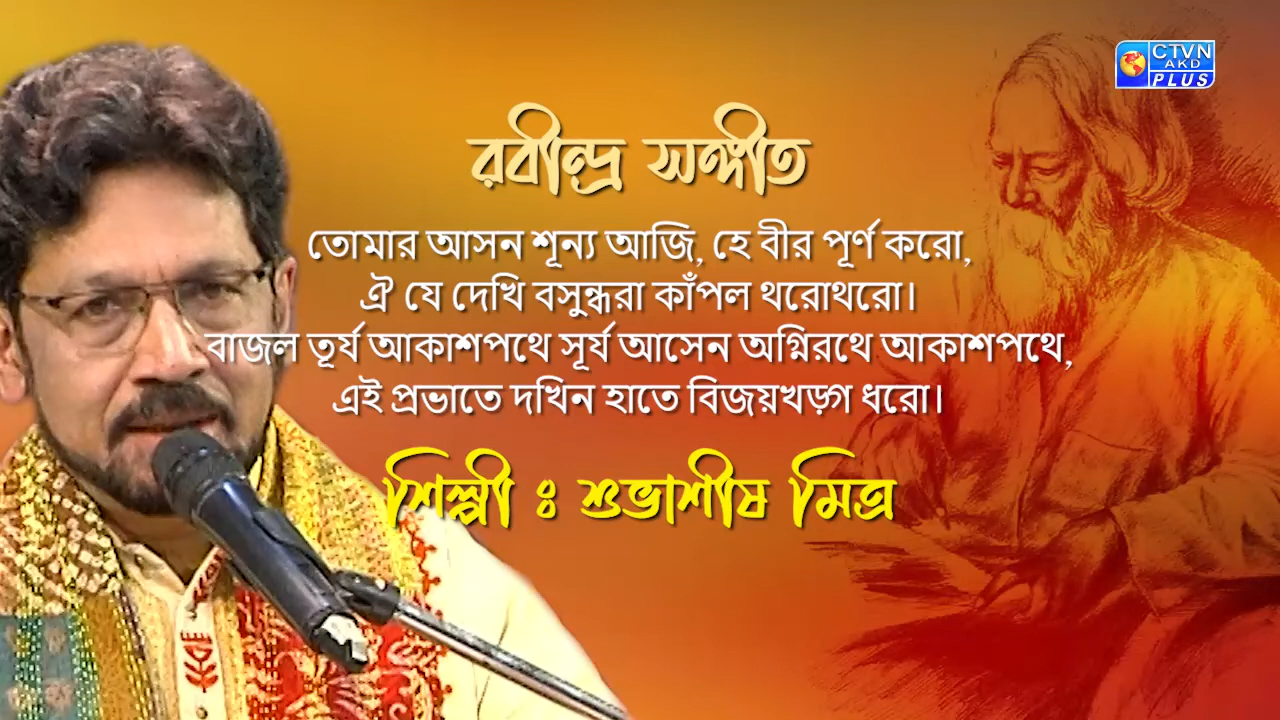 CTVN
AKD
PLUS
রবীন্দ্র সঙ্গীত
তোমার আসন শূন্য আজি, হে বীর পূর্ণ করো,
ঐ যে দেখি বসুন্ধরা কাঁপল থরোথরো।
বাজল তূর্য আকাশপথে সূর্য আসেন অগ্নিরথে আকাশপথে,
এই প্রভাতে দখিন হাতে বিজয়খড়্গ ধরো।
শিল্পী ঃ শুভাশীষ মিত্র